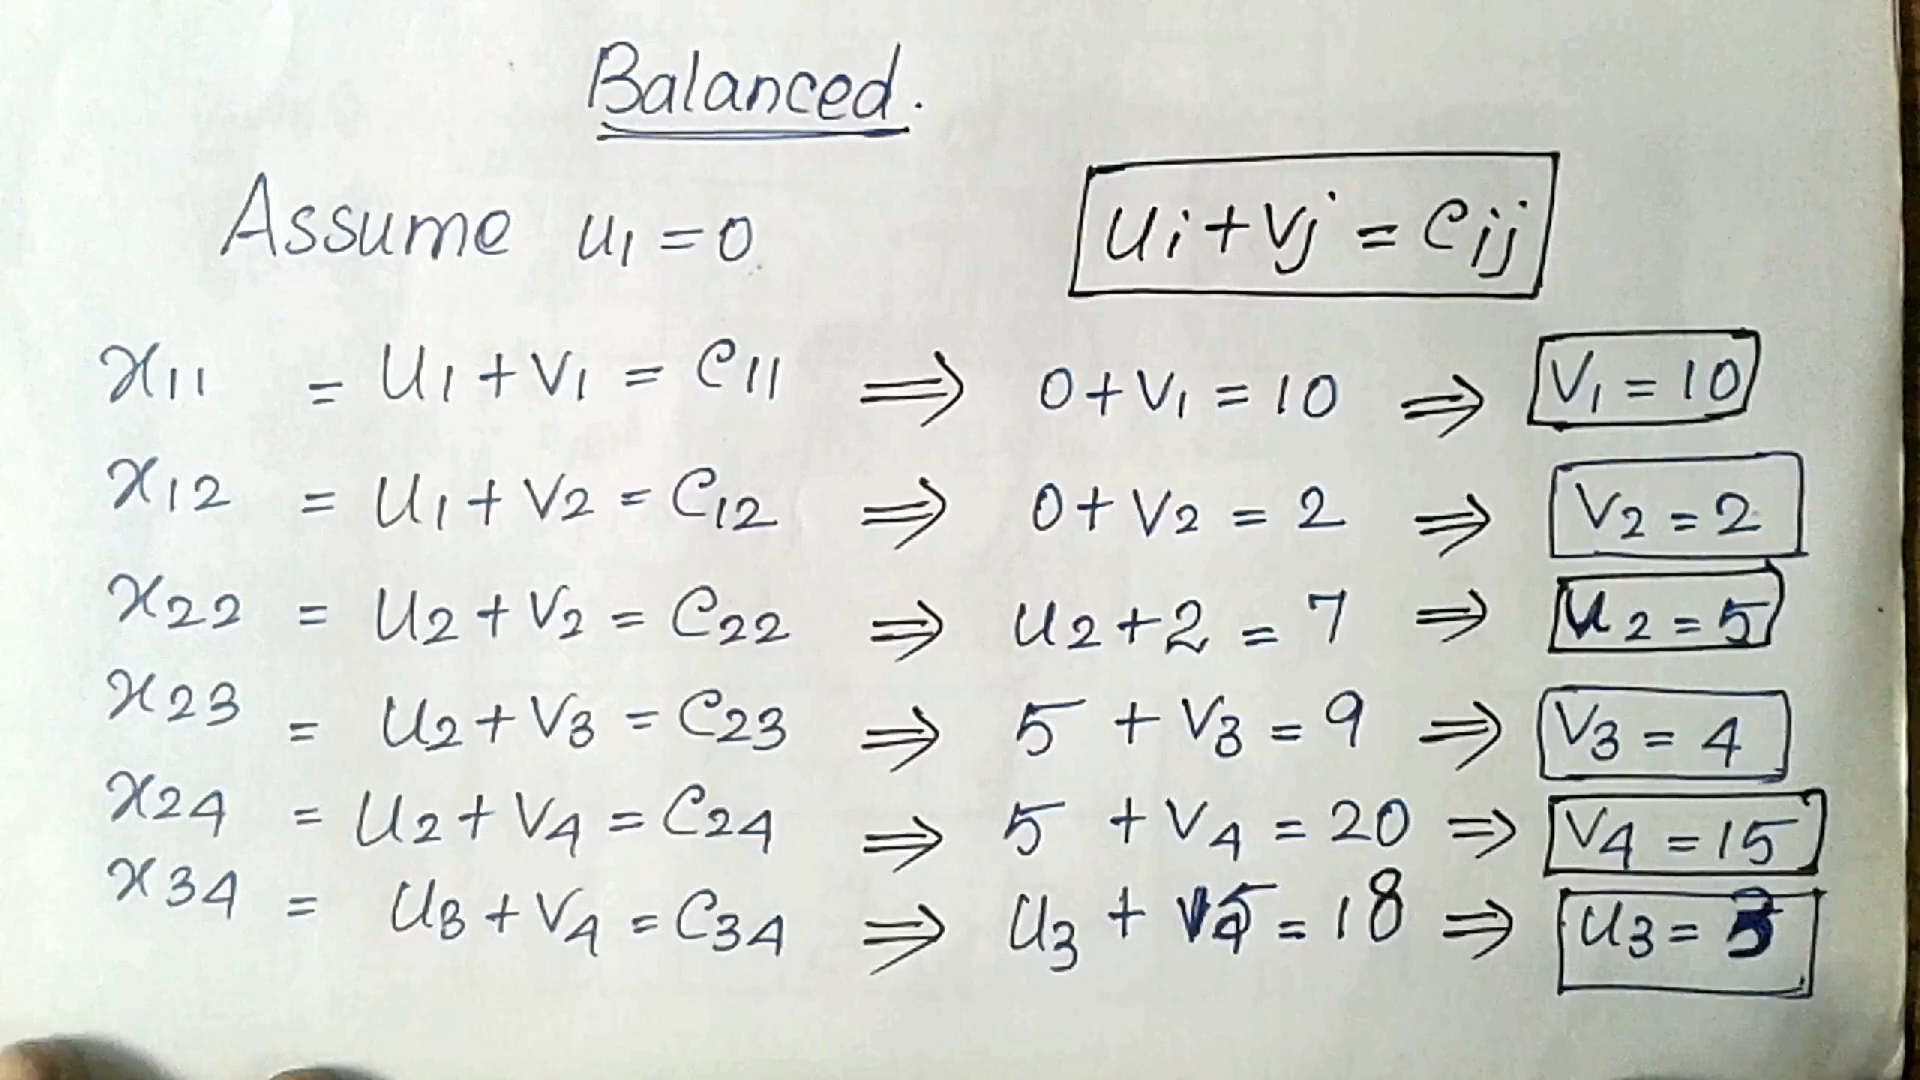 Balanced.
Assume u1 = 0
ui + vj = cij
x11 = u1 + v1 = c11 ⇒ 0 + v1 = 10 ⇒ v1 = 10
x12 = u1 + v2 = c12 ⇒ 0 + v2 = 2 ⇒ v2 = 2
x22 = u2 + v2 = c22 ⇒ u2 + 2 = 7 ⇒ u2 = 5
x23 = u2 + v3 = c23 ⇒ 5 + v3 = 9 ⇒ v3 = 4
x24 = u2 + v4 = c24 ⇒ 5 + v4 = 20 ⇒ v4 = 15
x34 = u3 + v4 = c34 ⇒ u3 + 15 = 18 ⇒ u3 = 3